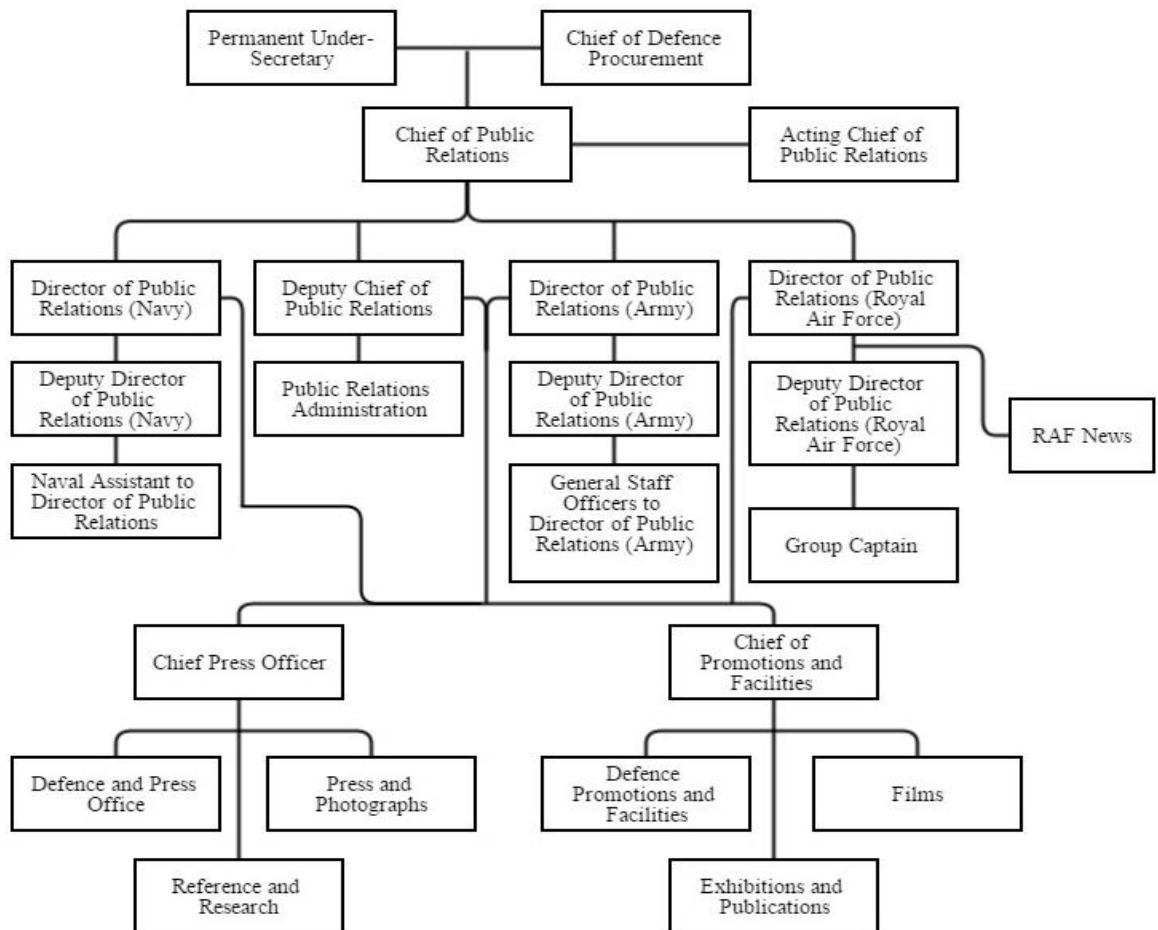 Permanent Under-
Secretary
Chief of Defence
Procurement
Chief of Public
Relations
Acting Chief of
Public Relations
Director of Public
Relations (Navy)
Deputy Chief of
Public Relations
Director of Public
Relations (Army)
Director of Public
Relations (Royal
Air Force)
Deputy Director
of Public
Relations (Navy)
Public Relations
Administration
Deputy Director
of Public
Relations (Army)
Deputy Director
of Public
Relations (Royal
Air Force)
RAF News
Naval Assistant to
Director of Public
Relations
General Staff
Officers to
Director of Public
Relations (Army)
Group Captain
Chief Press Officer
Chief of
Promotions and
Facilities
Defence and Press
Office
Press and
Photographs
Defence
Promotions and
Facilities
Films
Reference and
Research
Exhibitions and
Publications